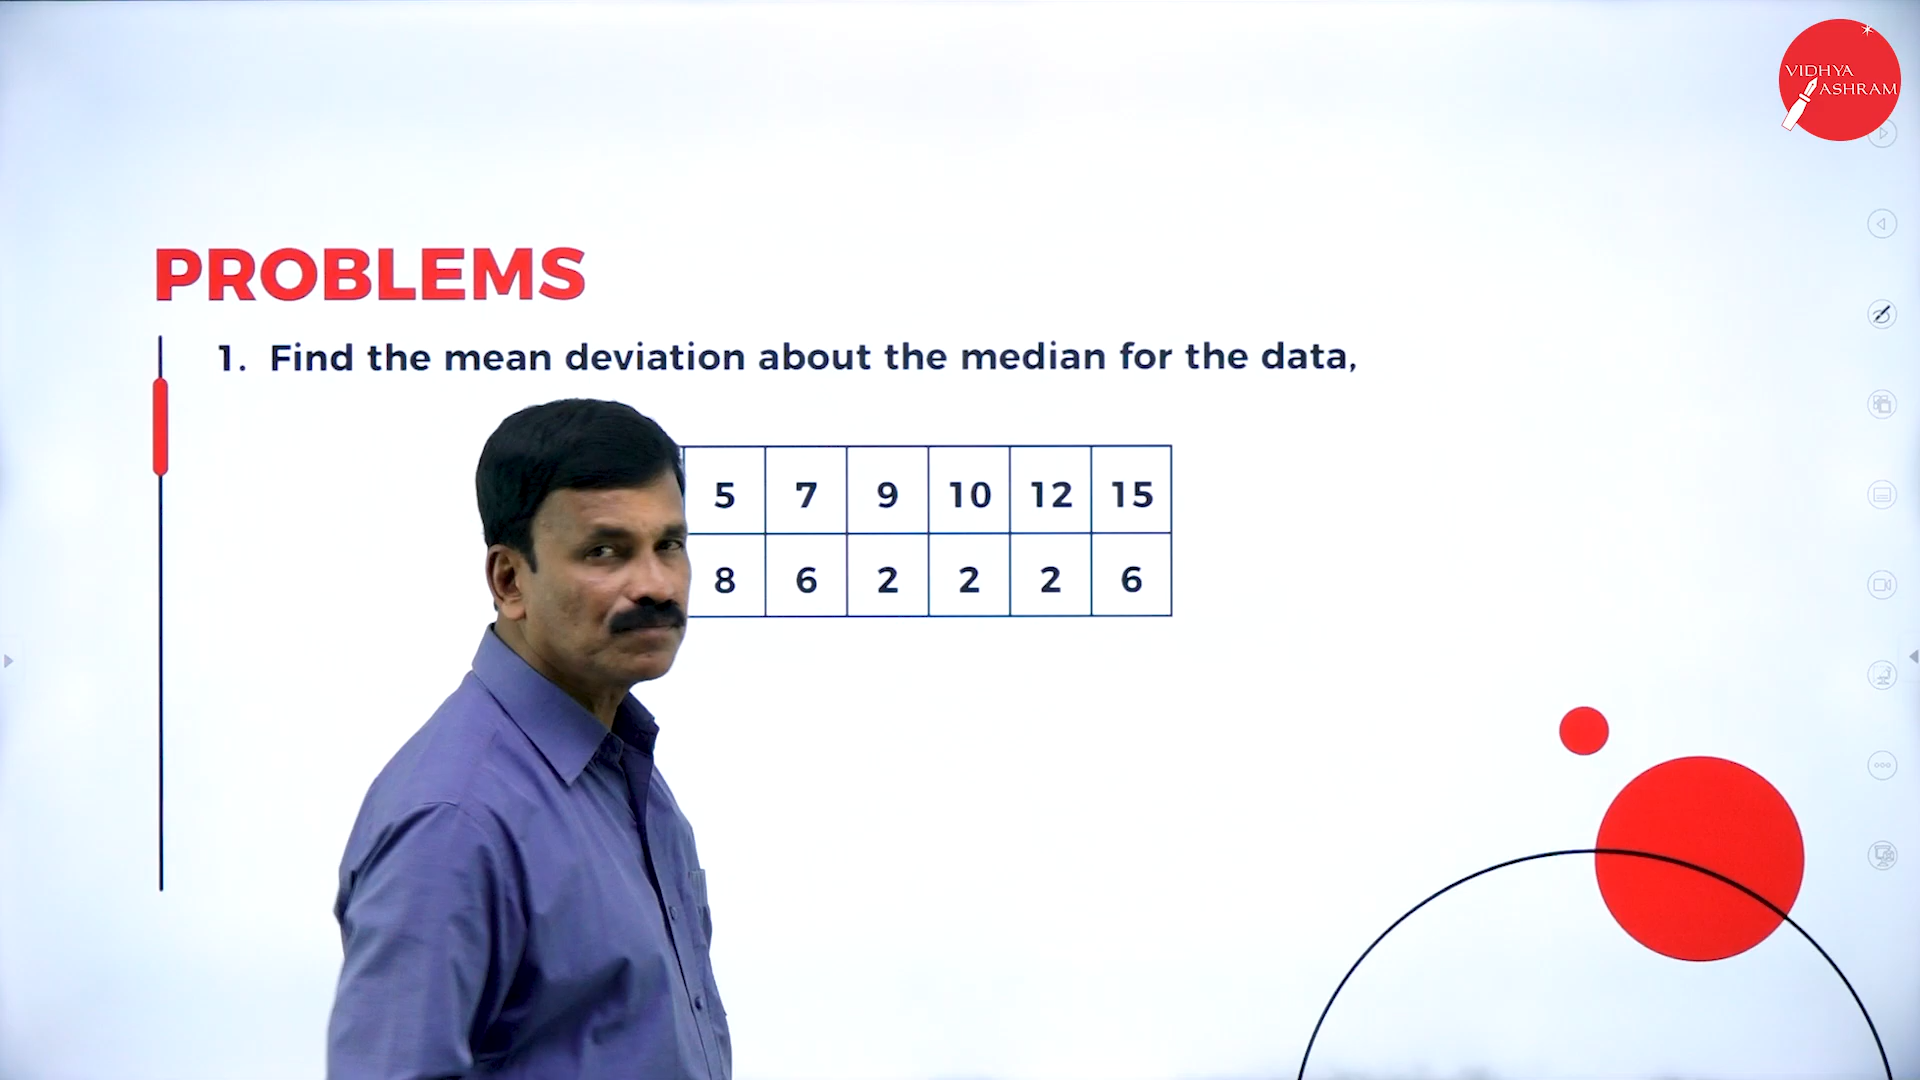 VIDHYA
ASHRAM
PROBLEMS
1. Find the mean deviation about the median for the data,
5 7 9 10 12 15
8 6 2 2 2 6